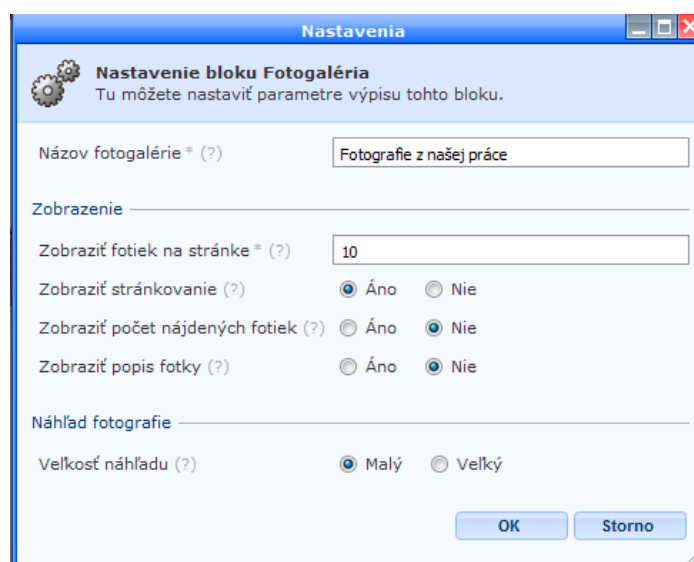 Nastavenia
Nastavenie bloku Fotogaléria
Tu môžete nastaviť parametre výpisu tohto bloku.
Názov fotogalérie * (?) Fotografie z našej práce
Zobrazenie
Zobraziť fotiek na stránke * (?) 10
Zobraziť stránkovanie (?) Áno Nie
Zobraziť počet nájdených fotiek (?) Áno Nie
Zobraziť popis fotky (?) Áno Nie
Náhľad fotografie
Veľkosť náhľadu (?) Malý Veľký
OK Storno